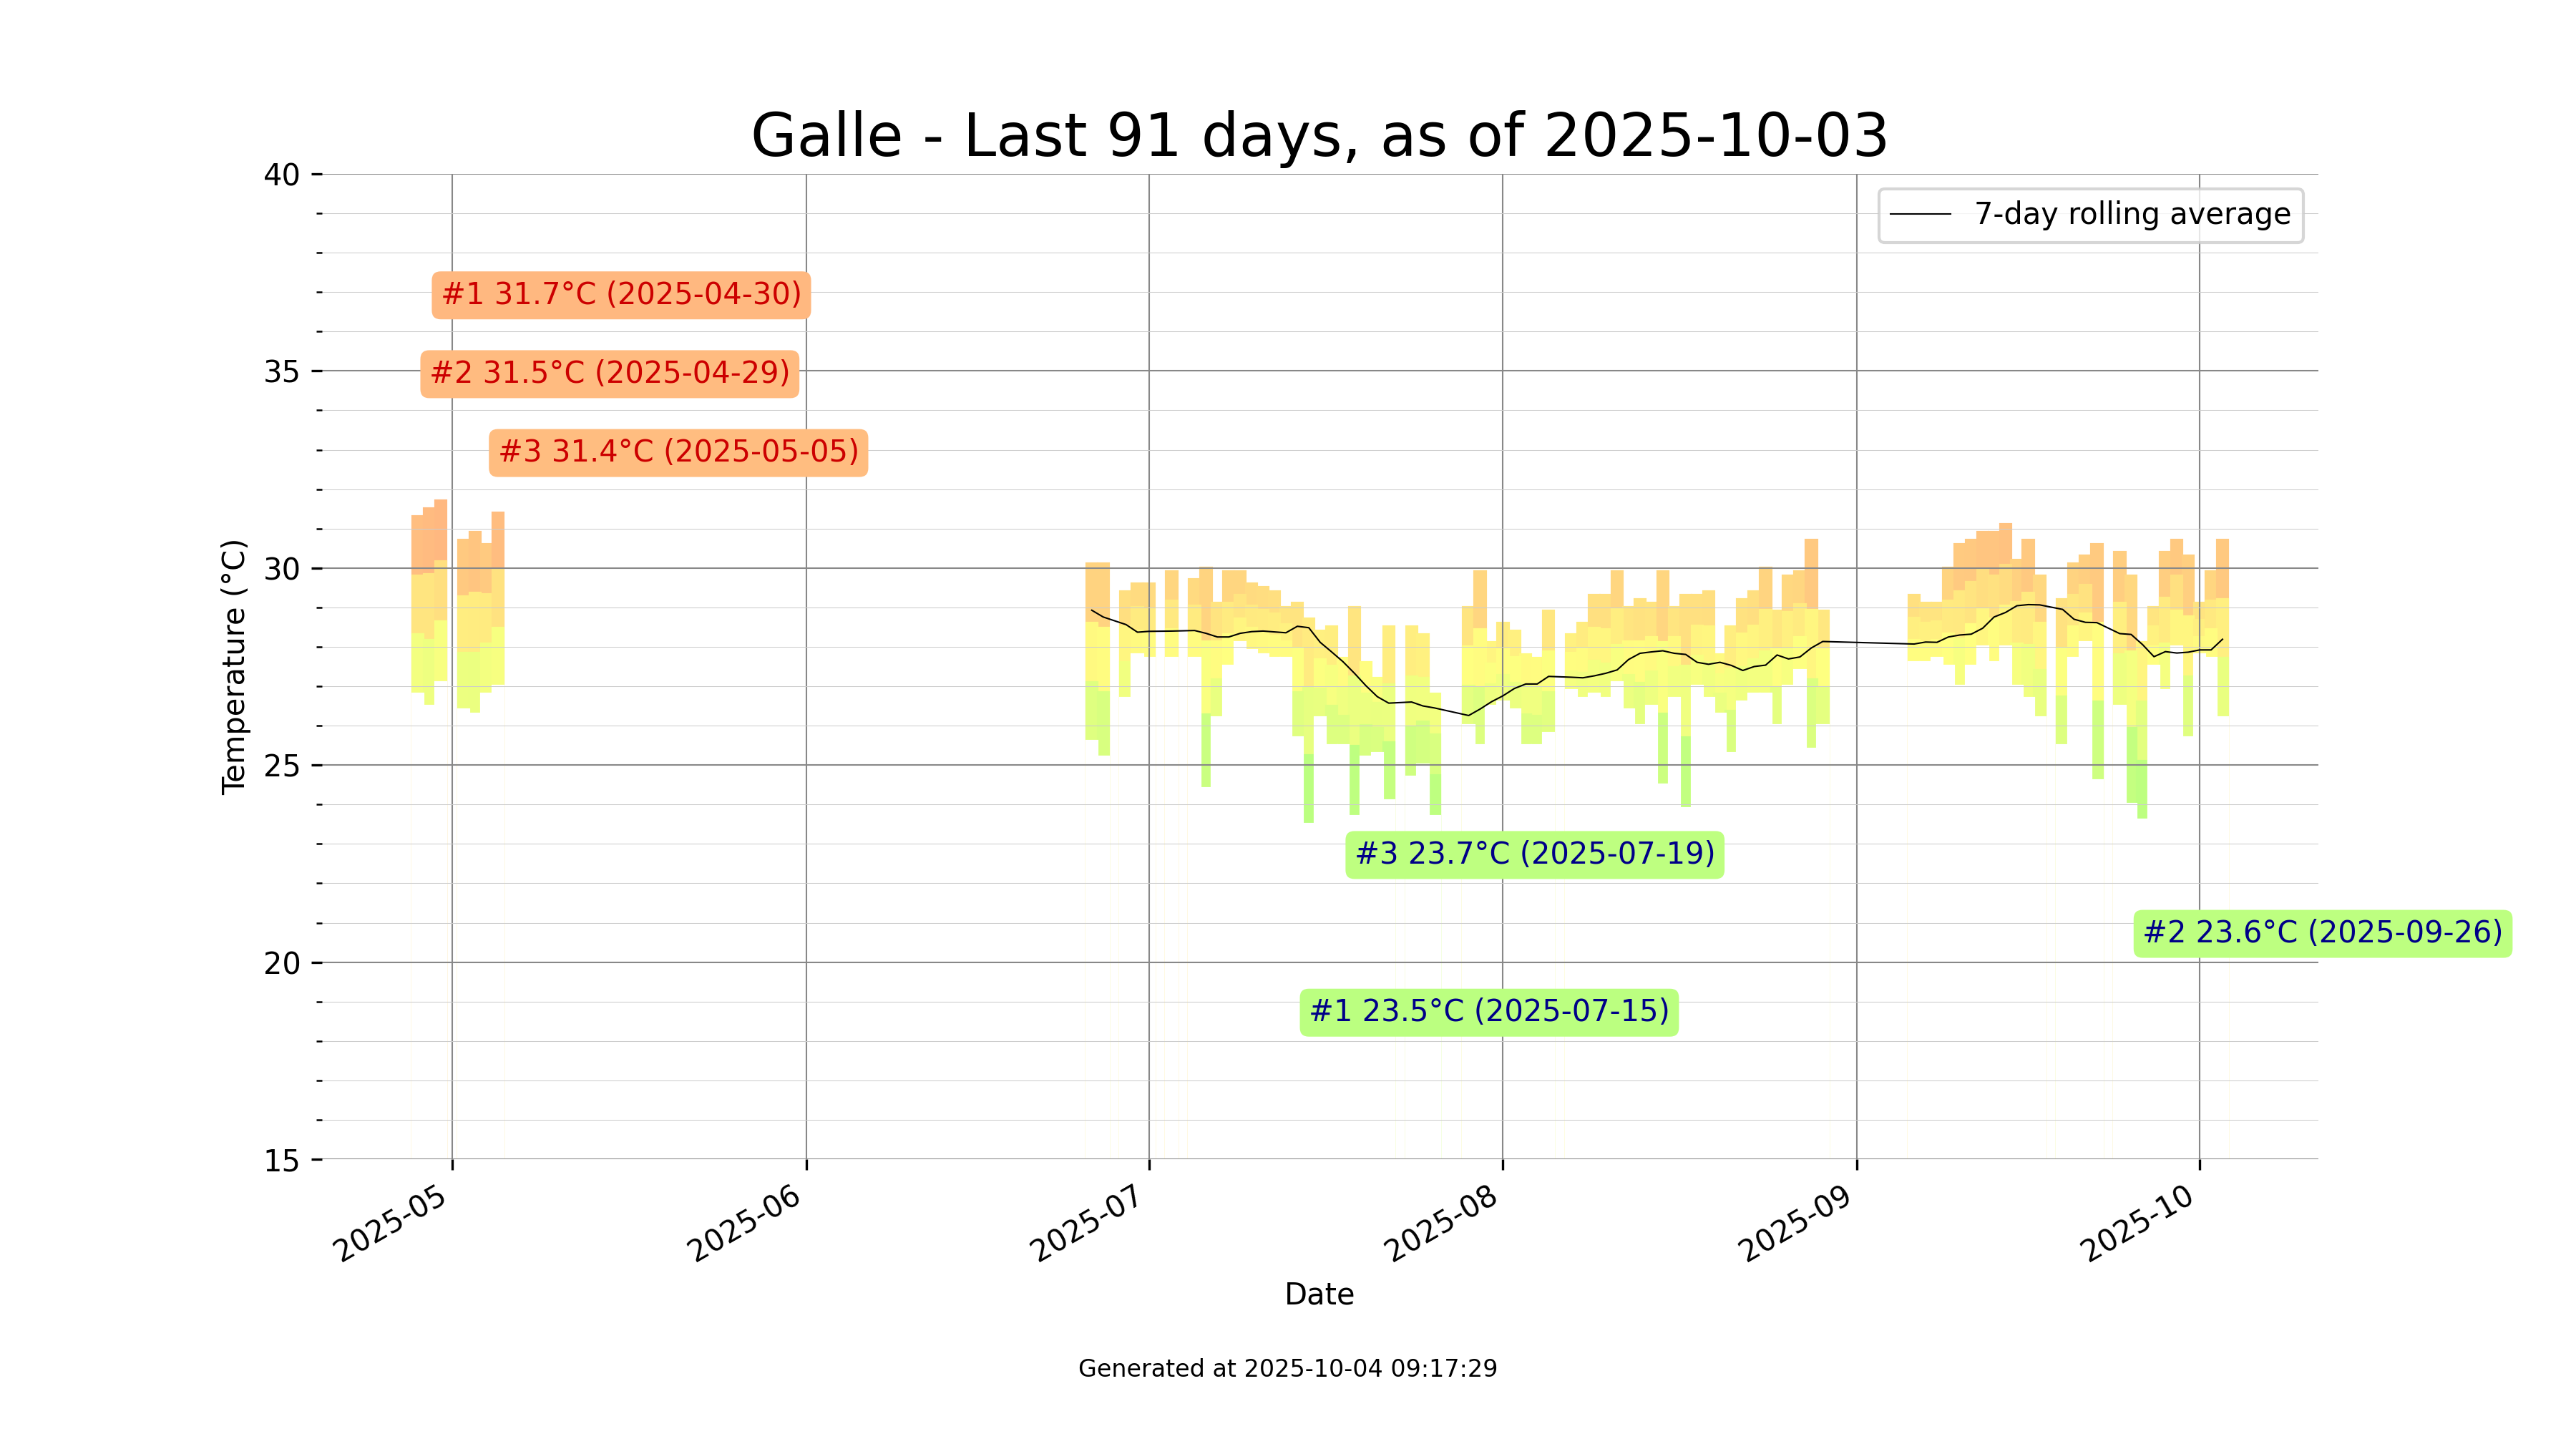 Galle - Last 91 days, as of 2025-10-03
7-day rolling average
#1 31.7°C (2025-04-30)
#2 31.5°C (2025-04-29)
#3 31.4°C (2025-05-05)
#3 23.7°C (2025-07-19)
#2 23.6°C (2025-09-26)
#1 23.5°C (2025-07-15)
Temperature (°C)
40
35
30
25
20
15
2025-05
2025-06
2025-07
2025-08
2025-09
2025-10
Date
Generated at 2025-10-04 09:17:29